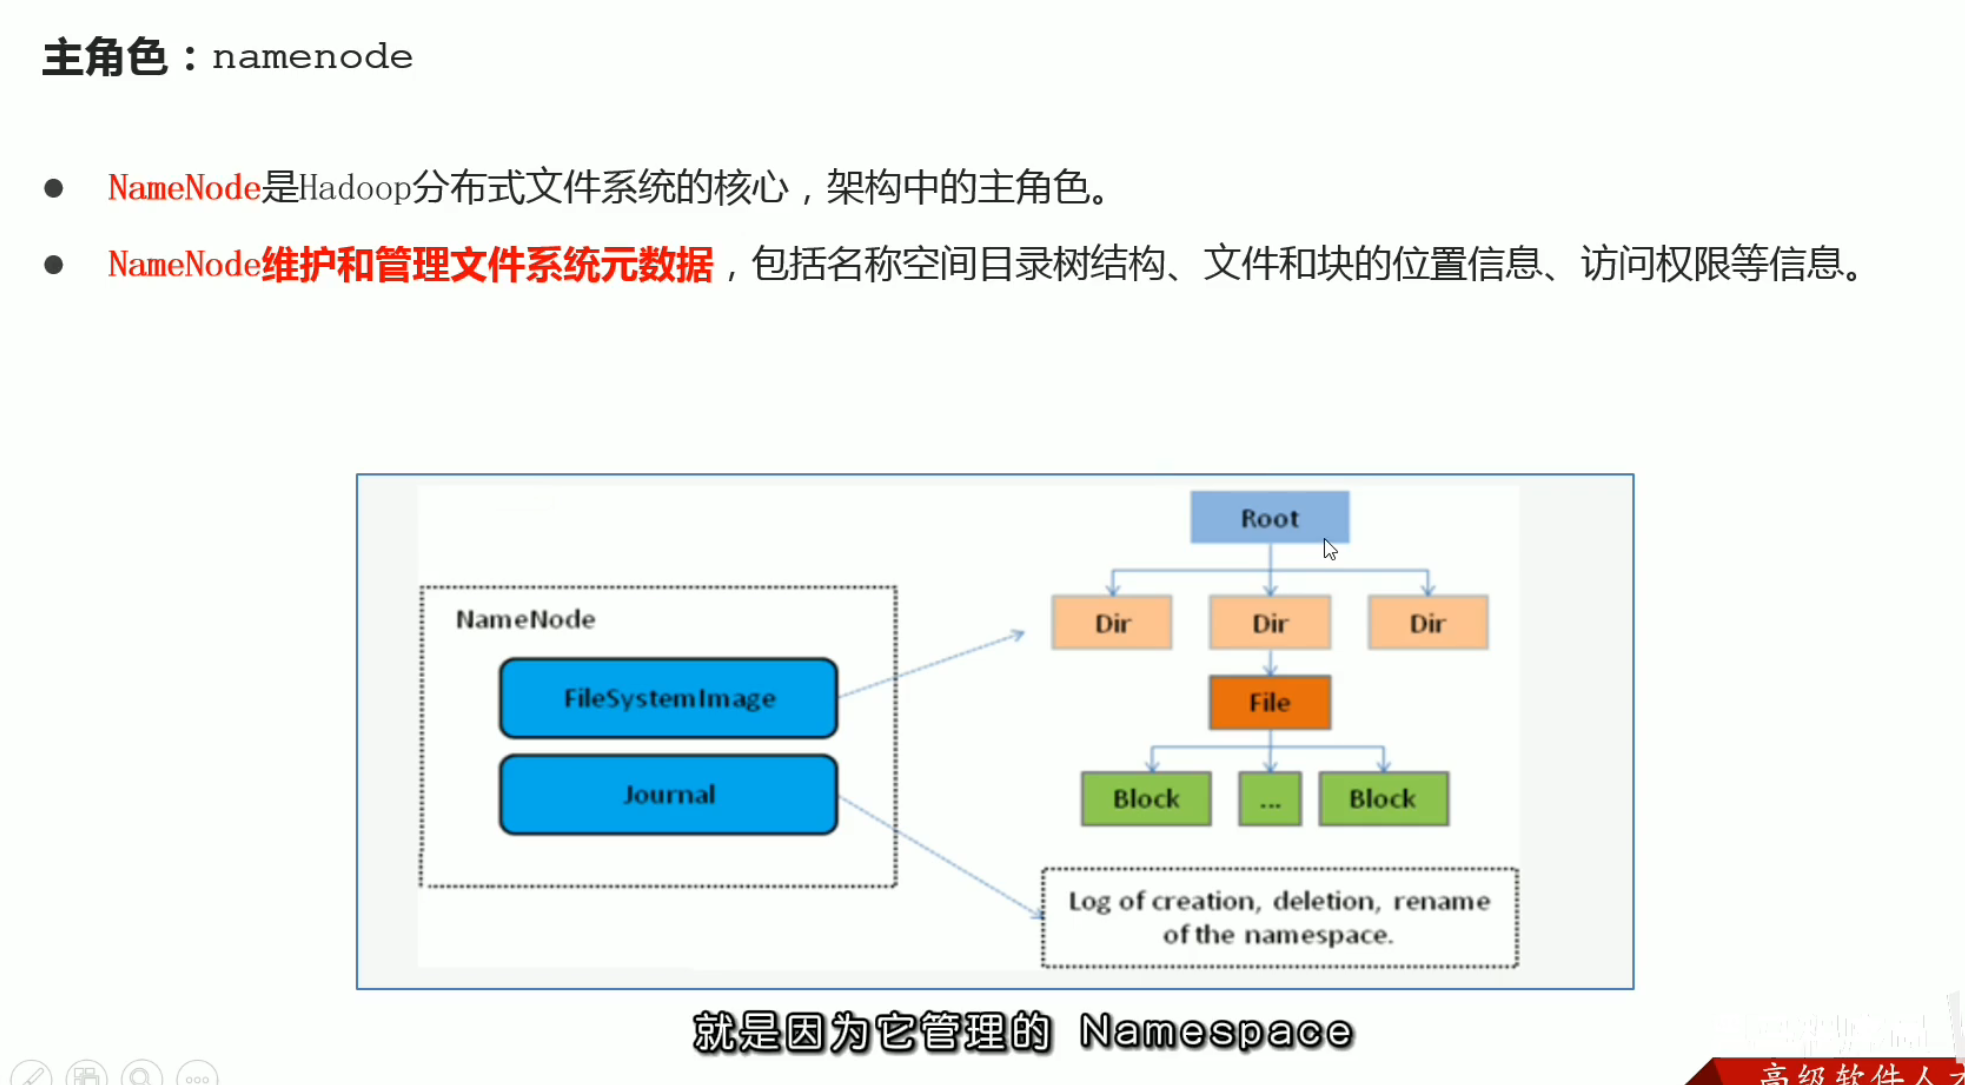 主角色：namenode
NameNode是Hadoop分布式文件系统的核心，架构中的主角色。
NameNode维护和管理文件系统元数据，包括名称空间目录树结构、文件和块的位置信息、访问权限等信息。
Root
Dir Dir Dir
File
Block ... Block
NameNode
FileSystemImage
Journal
Log of creation, deletion, rename
of the namespace.
就是因为它管理的 Namespace
高级软件人才